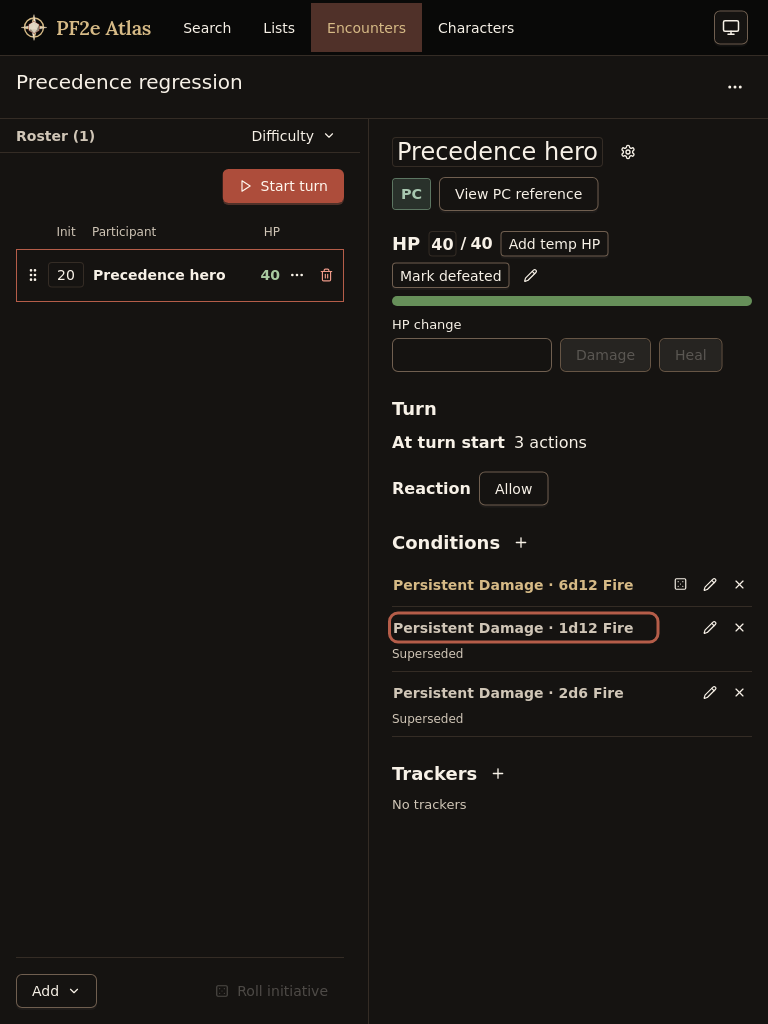 PF2e Atlas Search Lists Encounters Characters
Precedence regression
Roster (1) Difficulty
Start turn
Init Participant HP
20 Precedence hero 40
Add Roll initiative
Precedence hero
PC View PC reference
HP 40 / 40 Add temp HP
Mark defeated
HP change
Damage Heal
Turn
At turn start 3 actions
Reaction Allow
Conditions
Persistent Damage · 6d12 Fire
Persistent Damage · 1d12 Fire
Superseded
Persistent Damage · 2d6 Fire
Superseded
Trackers
No trackers